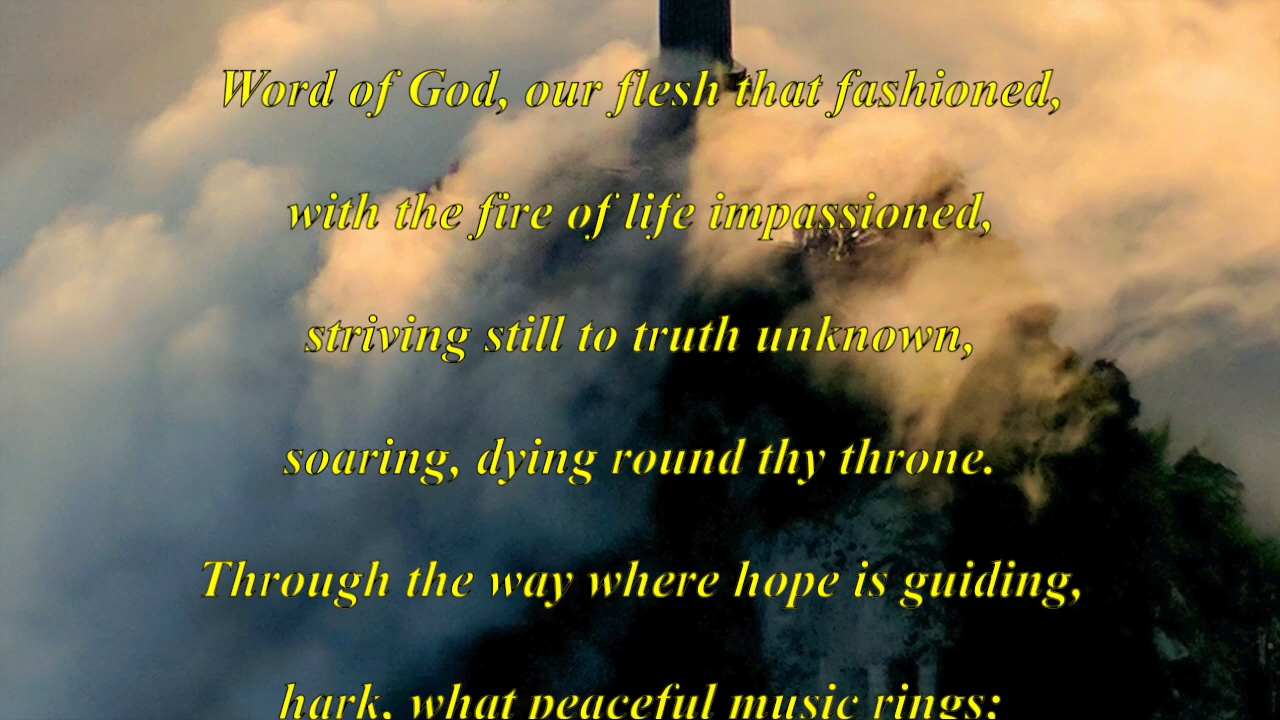 Word of God, our flesh that fashioned,
with the fire of life impassioned,
striving still to truth unknown,
soaring, dying round thy throne.
Through the way where hope is guiding,
hark, what peaceful music rings;